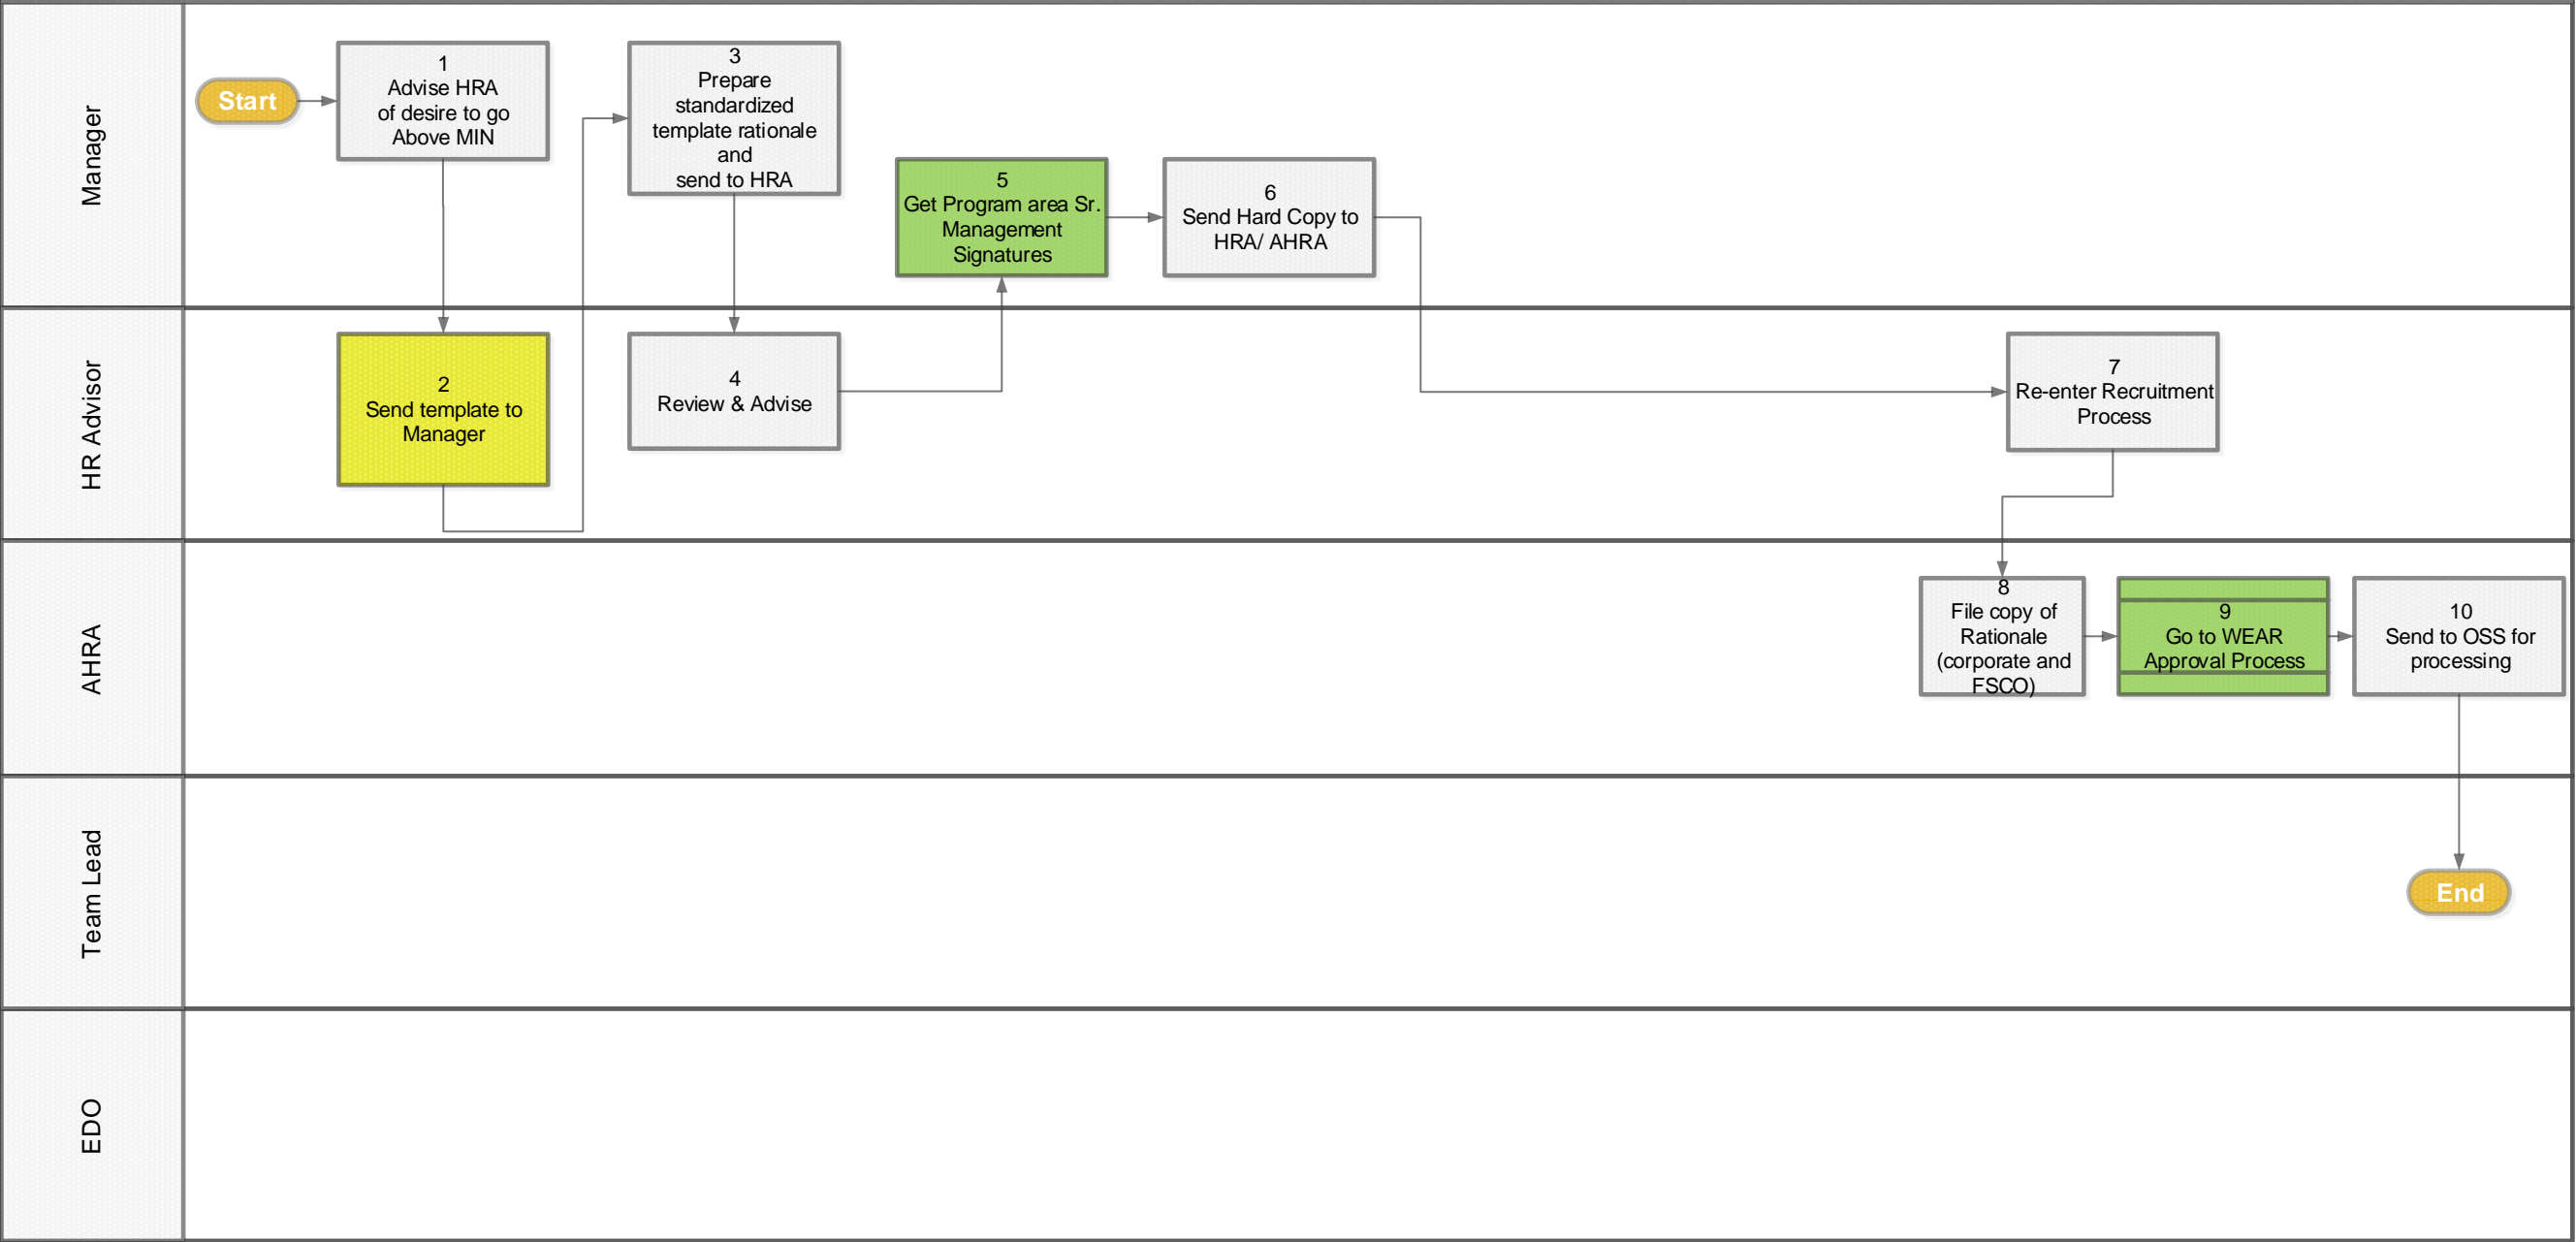 Manager
Start
1
Advise HRA
of desire to go
Above MIN
3
Prepare
standardized
template rationale
and
send to HRA
5
Get Program area Sr.
Management
Signatures
6
Send Hard Copy to
HRA/ AHRA
HR Advisor
2
Send template to
Manager
4
Review & Advise
7
Re-enter Recruitment
Process
AHRA
8
File copy of
Rationale
(corporate and
FSCO)
9
Go to WEAR
Approval Process
10
Send to OSS for
processing
Team Lead
End
EDO